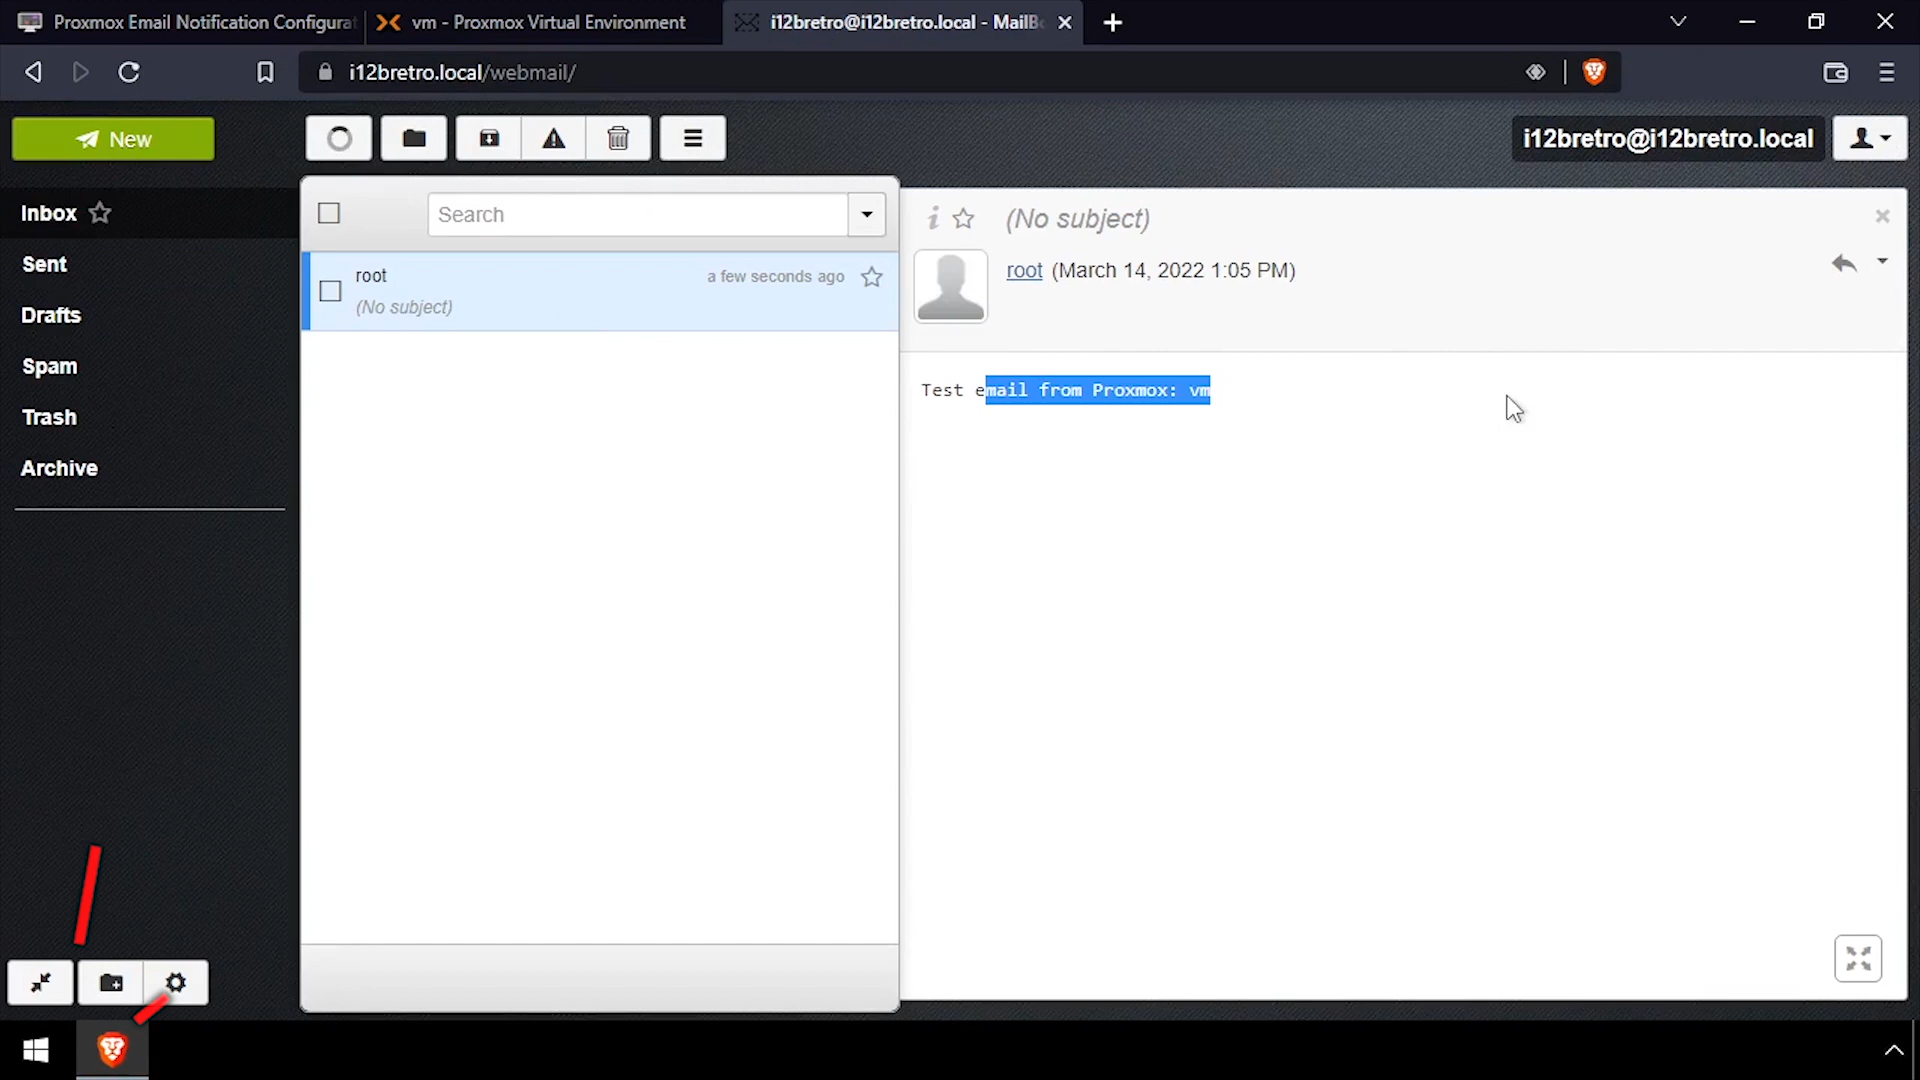 Proxmox Email Notification Configurat
vm - Proxmox Virtual Environment
i12bretro@i12bretro.local - MailBo
i12bretro.local/webmail/
New
i12bretro@i12bretro.local
Inbox
Sent
Drafts
Spam
Trash
Archive
Search
root
a few seconds ago
(No subject)
(No subject)
root (March 14, 2022 1:05 PM)
Test email from Proxmox: vm